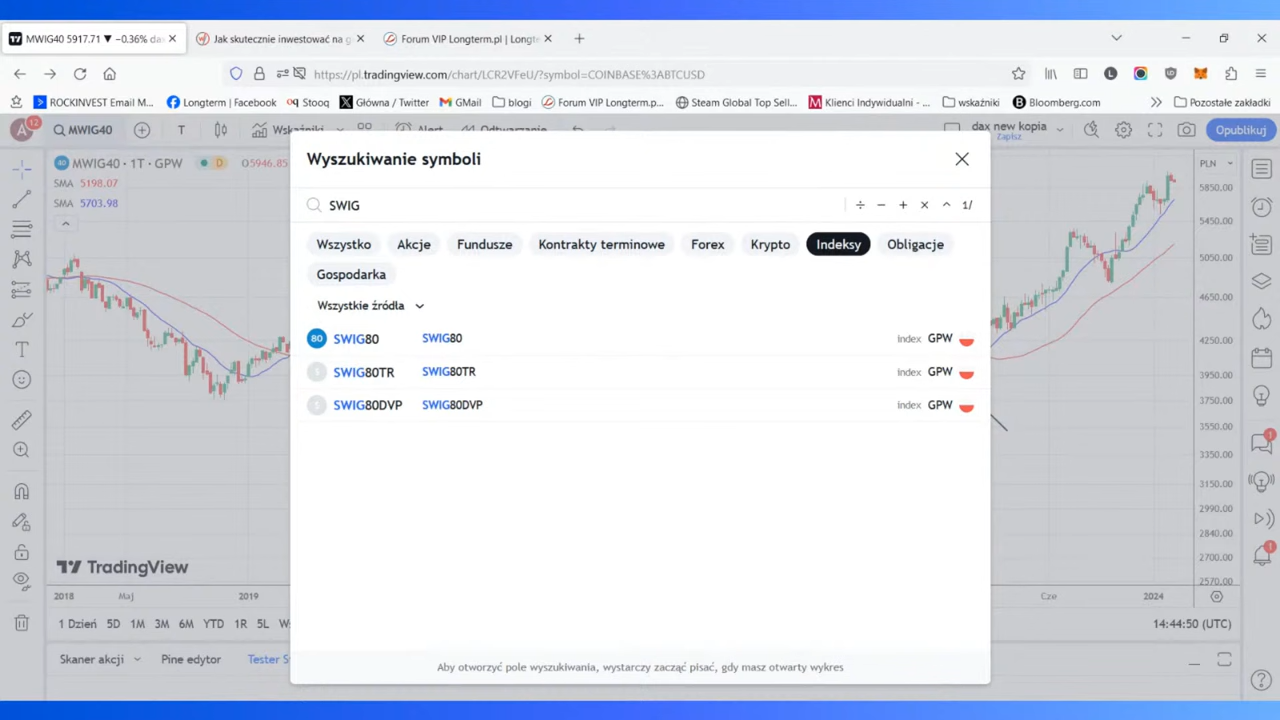 MWIG40 5917.71 ▼ −0.36% da
Jak skutecznie inwestować na g
Forum VIP Longterm.pl | Longt
https://pl.tradingview.com/chart/LCR2VFeU/?symbol=COINBASE%3ABTCUSD
ROCKINVEST Email M...
Longterm | Facebook
Stooq
Główna / Twitter
GMail
blogi
Forum VIP Longterm.p...
Steam Global Top Sell...
Klienci Indywidualni - ...
wskaźniki
Bloomberg.com
Pozostałe zakładki
12
MWIG40
Wskaźniki
Alert
Odtwarzanie
dax new kopia
Zapisz
Opublikuj
MWIG40 · 1T · GPW
D
O5946.85
SMA 5198.07
SMA 5703.98
Wyszukiwanie symboli
SWIG
÷ − + × ^ 1/
Wszystko
Akcje
Fundusze
Kontrakty terminowe
Forex
Krypto
Indeksy
Obligacje
Gospodarka
Wszystkie źródła
80 SWIG80 SWIG80 index GPW
S SWIG80TR SWIG80TR index GPW
S SWIG80DVP SWIG80DVP index GPW
Aby otworzyć pole wyszukiwania, wystarczy zacząć pisać, gdy masz otwarty wykres
PLN
5850.00
5450.00
5050.00
4650.00
4250.00
3950.00
3750.00
3550.00
3350.00
3150.00
2990.00
2840.00
2700.00
2570.00
TradingView
2018
Maj
2019
Cze
2024
1 Dzień 5D 1M 3M 6M YTD 1R 5L W
14:44:50 (UTC)
Skaner akcji
Pine edytor
Tester S
1
1